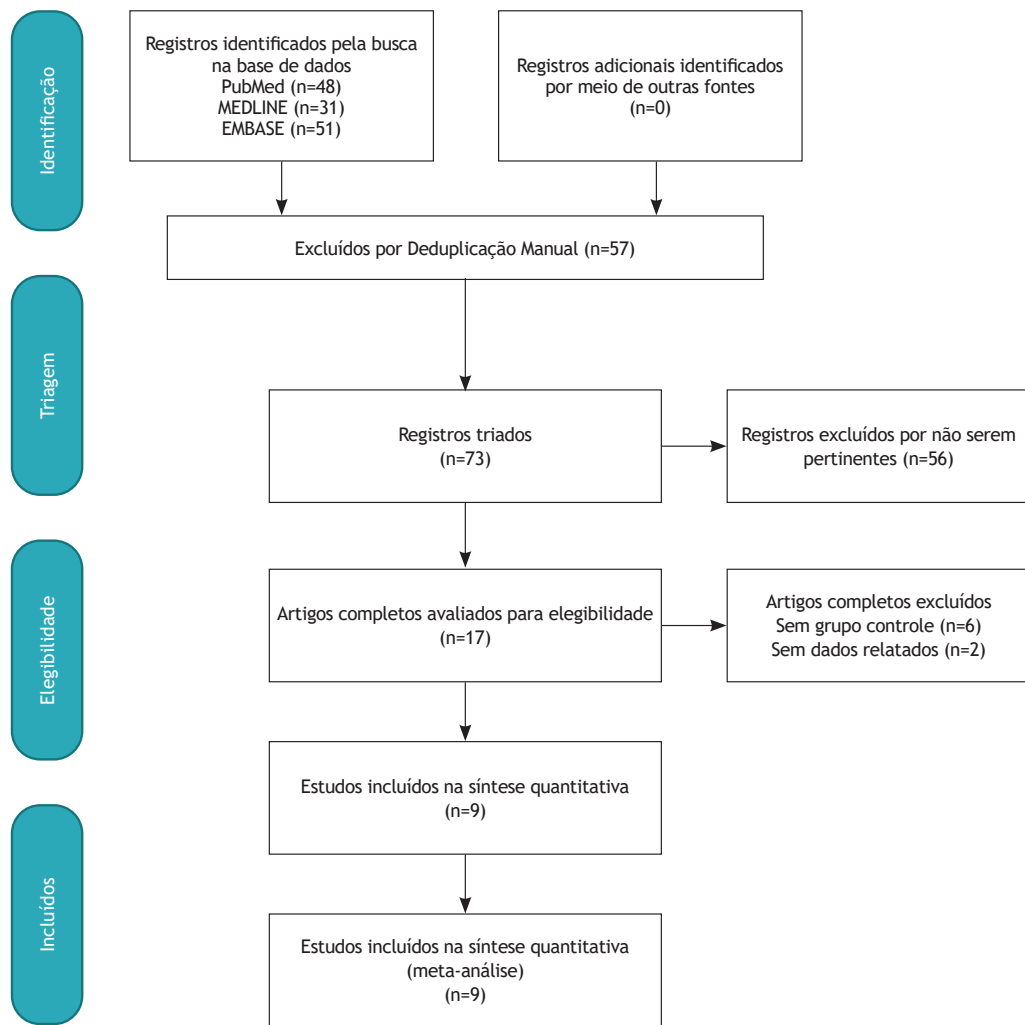 Identificação
Registros identificados pela busca
na base de dados
PubMed (n=48)
MEDLINE (n=31)
EMBASE (n=51)
Registros adicionais identificados
por meio de outras fontes
(n=0)
Excluídos por Deduplicação Manual (n=57)
Triagem
Registros triados
(n=73)
Registros excluídos por não serem
pertinentes (n=56)
Elegibilidade
Artigos completos avaliados para elegibilidade
(n=17)
Artigos completos excluídos
Sem grupo controle (n=6)
Sem dados relatados (n=2)
Estudos incluídos na síntese quantitativa
(n=9)
Incluídos
Estudos incluídos na síntese quantitativa
(meta-análise)
(n=9)